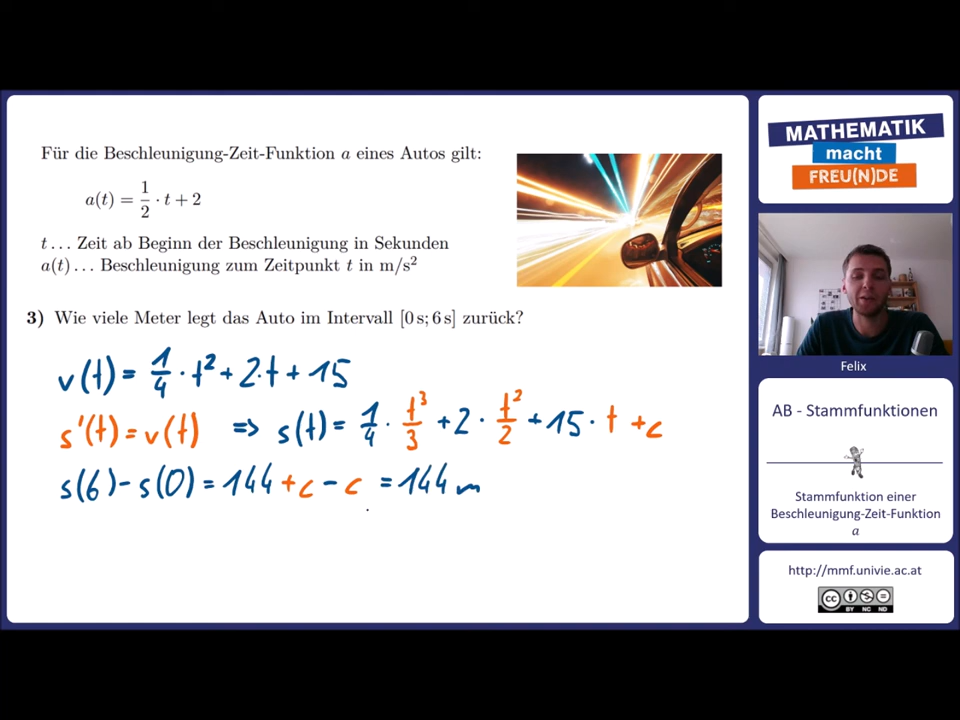 Für die Beschleunigung-Zeit-Funktion a eines Autos gilt:
a(t) = 1/2 · t + 2
t ... Zeit ab Beginn der Beschleunigung in Sekunden
a(t) ... Beschleunigung zum Zeitpunkt t in m/s²
3) Wie viele Meter legt das Auto im Intervall [0 s; 6 s] zurück?
v(t) = 1/4 · t² + 2·t + 15
s'(t) = v(t) => s(t) = 1/4 · t³/3 + 2 · t²/2 + 15 · t + c
s(6) - s(0) = 144 + c - c = 144 m
MATHEMATIK
macht
FREU(N)DE
Felix
AB - Stammfunktionen
Stammfunktion einer
Beschleunigung-Zeit-Funktion
a
http://mmf.univie.ac.at
cc
BY NC ND